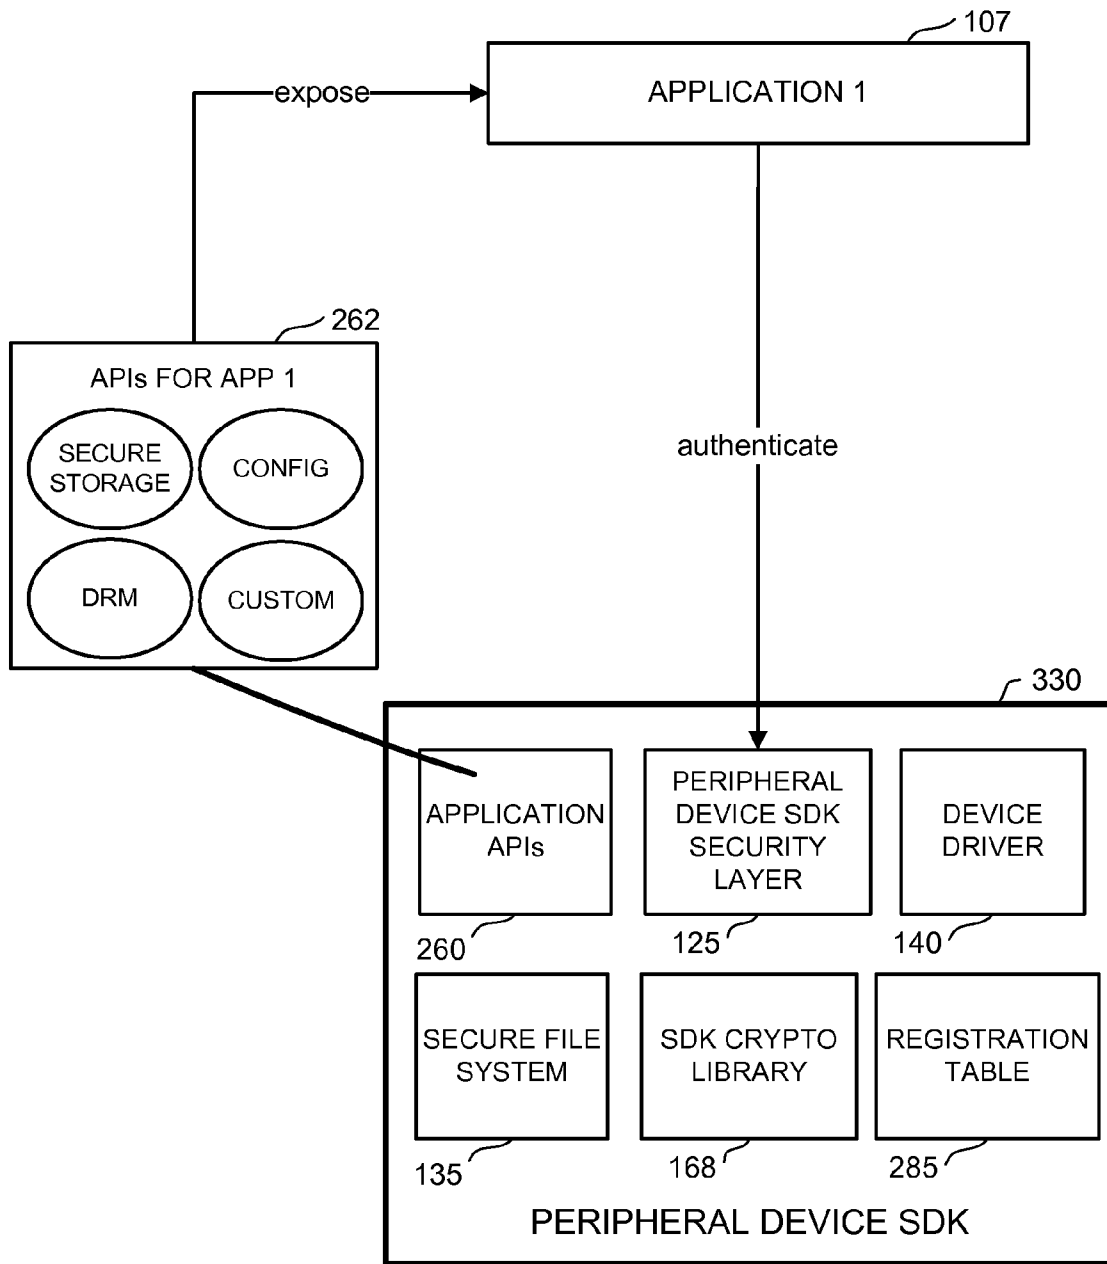 107
expose
APPLICATION 1
262
APIs FOR APP 1
SECURE
STORAGE
CONFIG
DRM
CUSTOM
authenticate
330
APPLICATION
APIs
260
PERIPHERAL
DEVICE SDK
SECURITY
LAYER
125
DEVICE
DRIVER
140
SECURE FILE
SYSTEM
135
SDK CRYPTO
LIBRARY
168
REGISTRATION
TABLE
285
PERIPHERAL DEVICE SDK